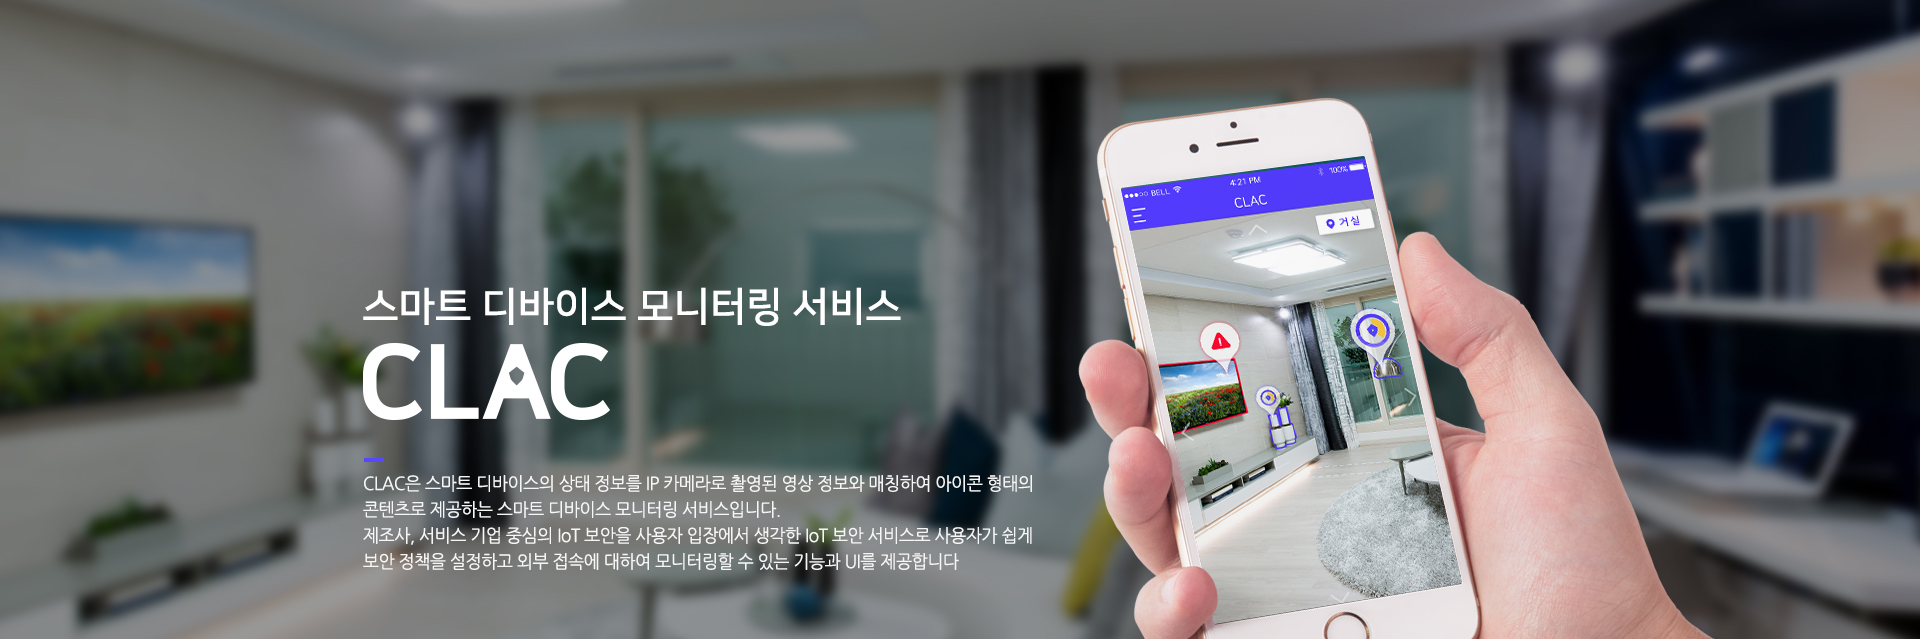 스마트 디바이스 모니터링 서비스
CLAC
CLAC은 스마트 디바이스의 상태 정보를 IP 카메라로 촬영된 영상 정보와 매칭하여 아이콘 형태의
콘텐츠로 제공하는 스마트 디바이스 모니터링 서비스입니다.
제조사, 서비스 기업 중심의 IoT 보안을 사용자 입장에서 생각한 IoT 보안 서비스로 사용자가 쉽게
보안 정책을 설정하고 외부 접속에 대하여 모니터링할 수 있는 기능과 UI를 제공합니다
BELL 4:21 PM 100%
CLAC
거실